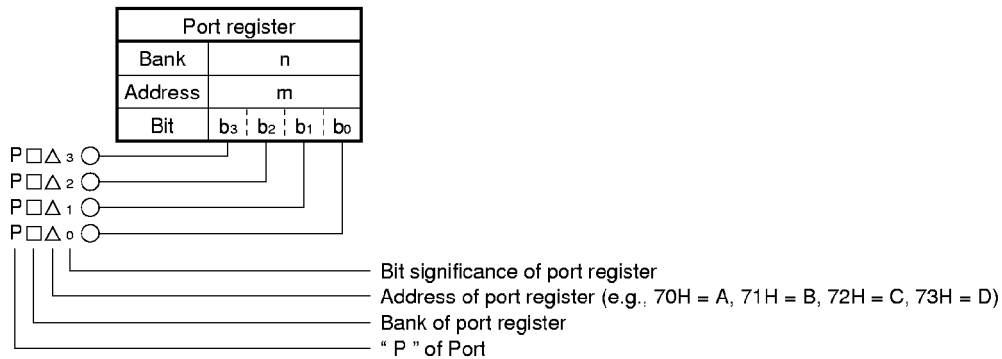 Port register
Bank n
Address m
Bit b3 b2 b1 b0
P□△3
P□△2
P□△1
P□△0
Bit significance of port register
Address of port register (e.g., 70H = A, 71H = B, 72H = C, 73H = D)
Bank of port register
“ P ” of Port